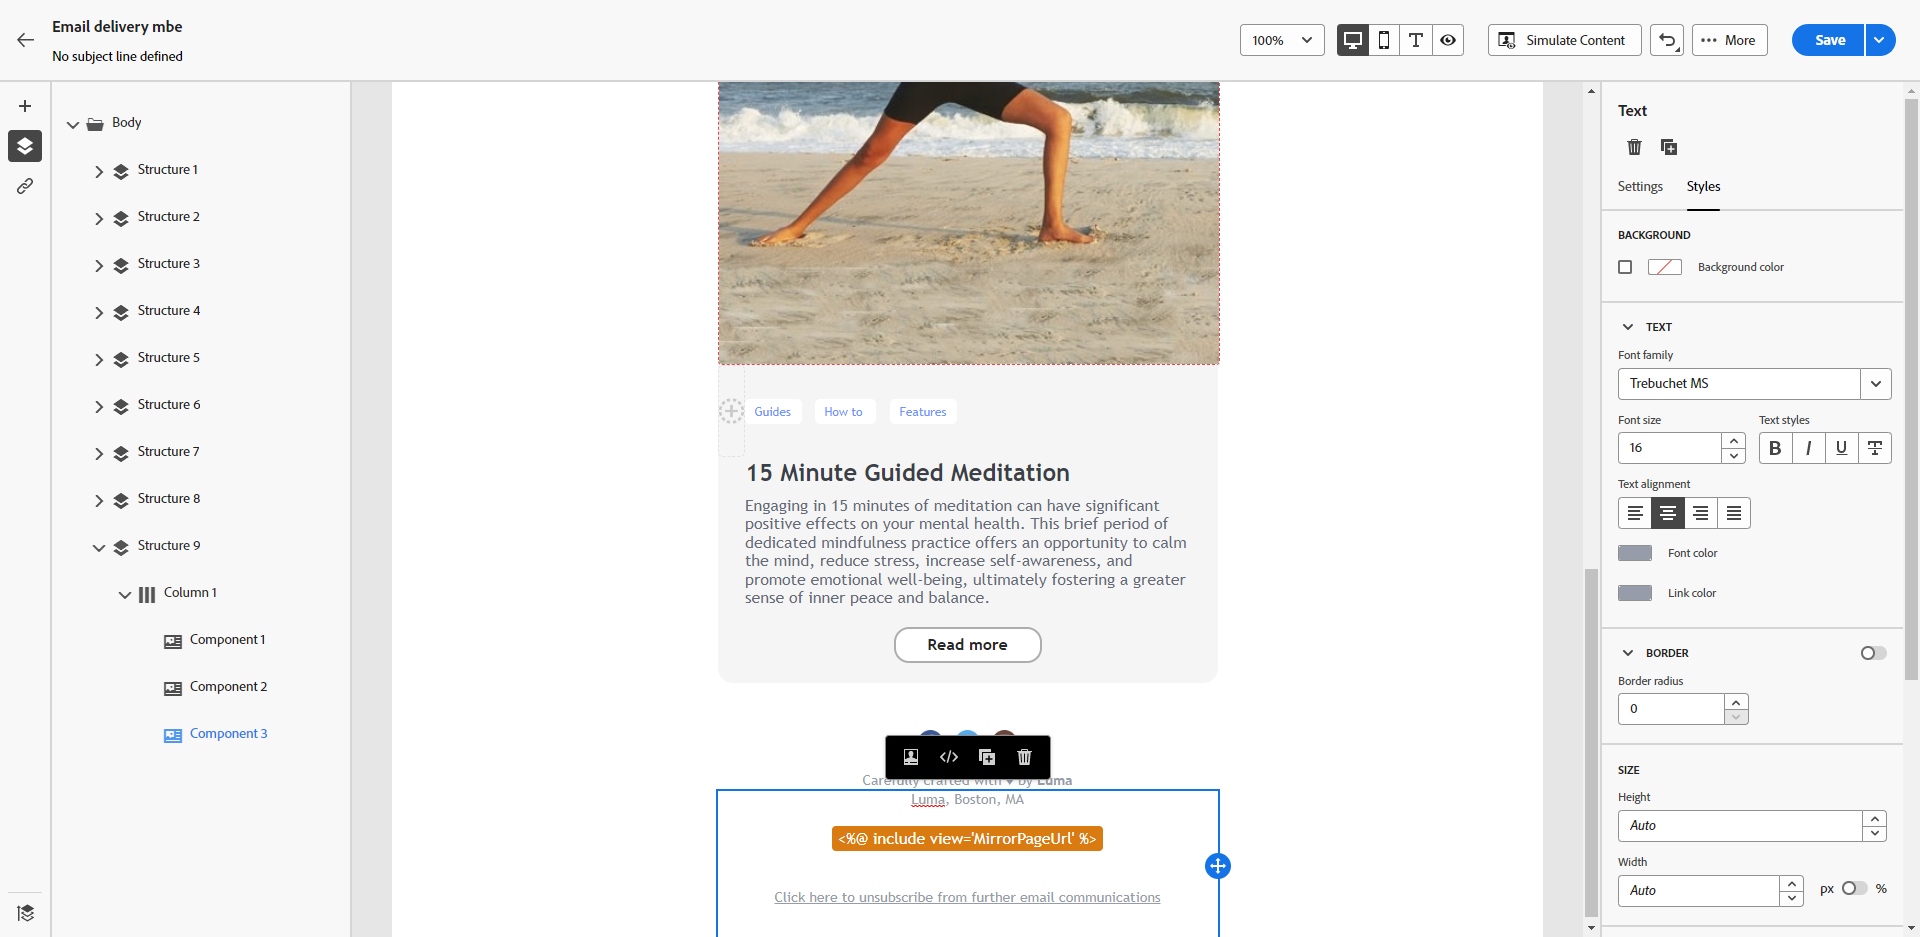 Email delivery mbe
No subject line defined
100%
Simulate Content
More
Save
Body
Structure 1
Structure 2
Structure 3
Structure 4
Structure 5
Structure 6
Structure 7
Structure 8
Structure 9
Column 1
Component 1
Component 2
Component 3
Guides
How to
Features
15 Minute Guided Meditation
Engaging in 15 minutes of meditation can have significant
positive effects on your mental health. This brief period of
dedicated mindfulness practice offers an opportunity to calm
the mind, reduce stress, increase self-awareness, and
promote emotional well-being, ultimately fostering a greater
sense of inner peace and balance.
Read more
Carefully crafted with ♥ by Luma
Luma, Boston, MA
<%@ include view='MirrorPageUrl' %>
Click here to unsubscribe from further email communications
Text
Settings
Styles
BACKGROUND
Background color
TEXT
Font family
Trebuchet MS
Font size
Text styles
16
B I U T
Text alignment
Font color
Link color
BORDER
Border radius
0
SIZE
Height
Auto
Width
Auto
px
%